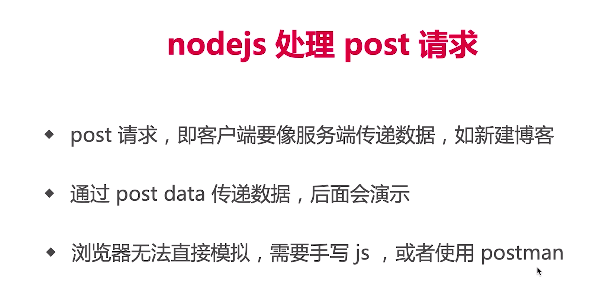 nodejs 处理 post 请求
post 请求，即客户端要像服务端传递数据，如新建博客
通过 post data 传递数据，后面会演示
浏览器无法直接模拟，需要手写 js ，或者使用 postman